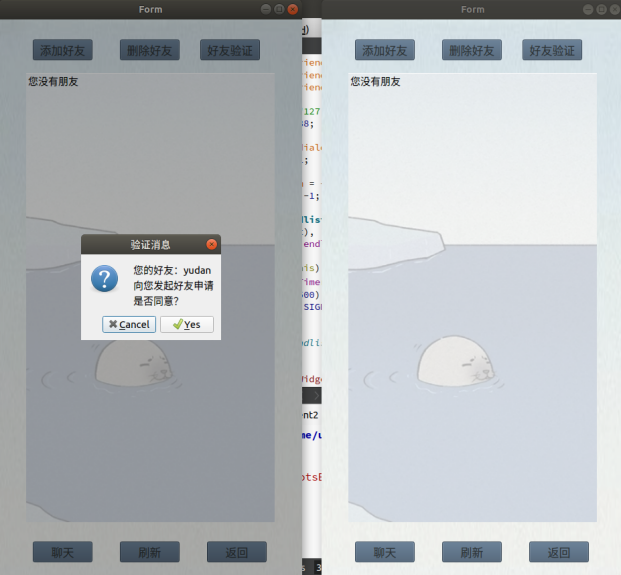 Form
添加好友
删除好友
好友验证
您没有朋友
验证消息
您的好友：yudan
向您发起好友申请
是否同意?
Cancel
Yes
聊天
刷新
返回
Form
添加好友
删除好友
好友验证
您没有朋友
聊天
刷新
返回